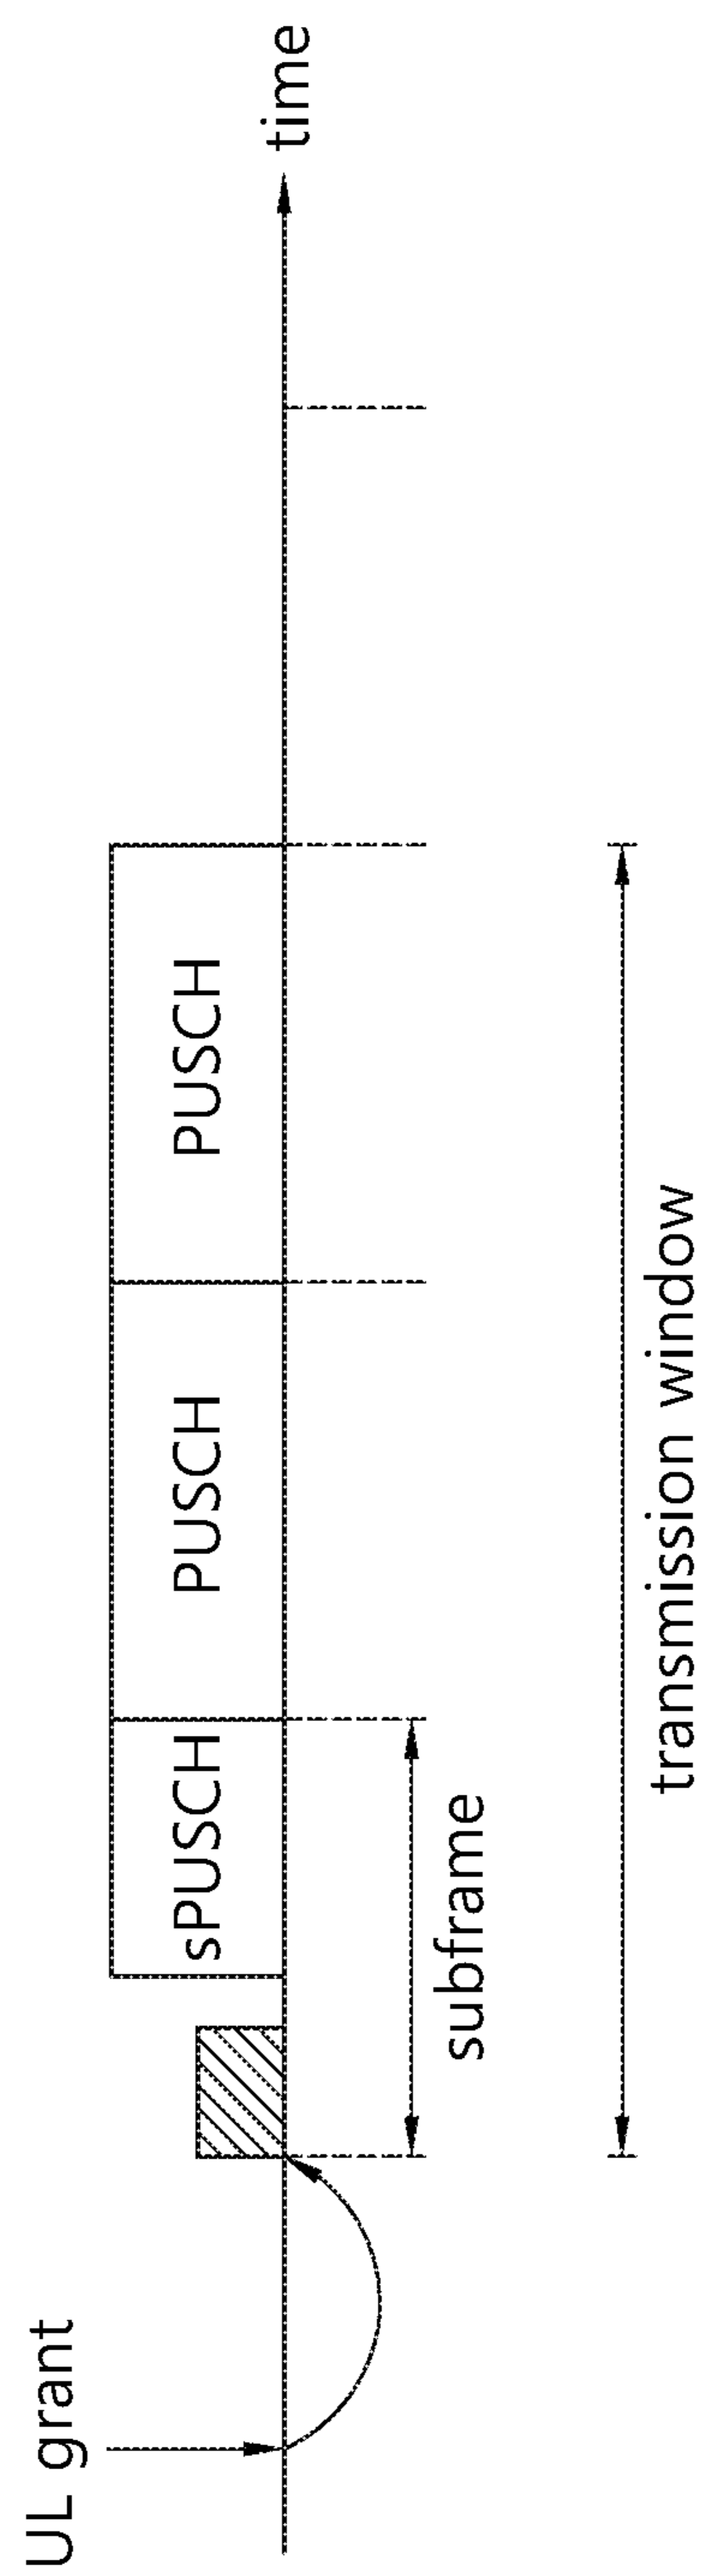 UL grant
sPUSCH
PUSCH
PUSCH
time
subframe
transmission window